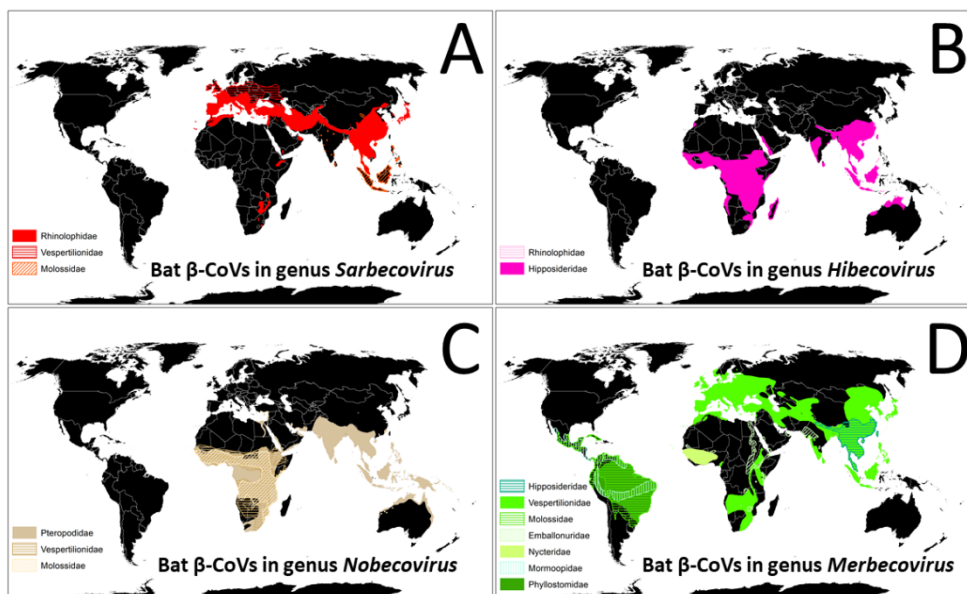 A
Rhinolophidae
Vespertilionidae
Molossidae
Bat β-CoVs in genus Sarbecovirus
B
Rhinolophidae
Hipposideridae
Bat β-CoVs in genus Hibecovirus
C
Pteropodidae
Vespertilionidae
Molossidae
Bat β-CoVs in genus Nobecovirus
D
Hipposideridae
Vespertilionidae
Molossidae
Emballonuridae
Nycteridae
Mormoopidae
Phyllostomidae
Bat β-CoVs in genus Merbecovirus